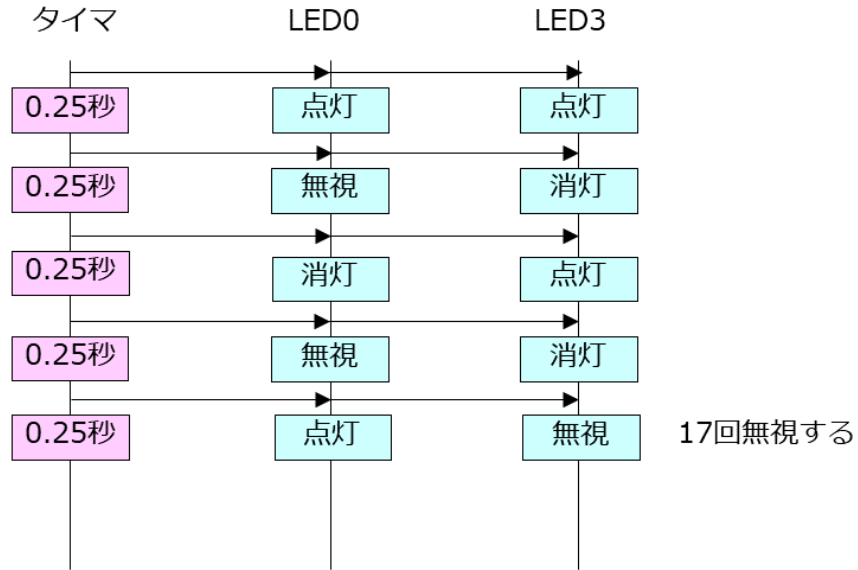 タイマ LED0 LED3
0.25秒 点灯 点灯
0.25秒 無視 消灯
0.25秒 消灯 点灯
0.25秒 無視 消灯
0.25秒 点灯 無視 17回無視する